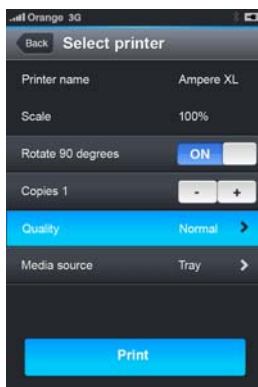 Orange 3G
Back Select printer
Printer name Ampere XL
Scale 100%
Rotate 90 degrees ON
Copies 1 - +
Quality Normal
Media source Tray
Print